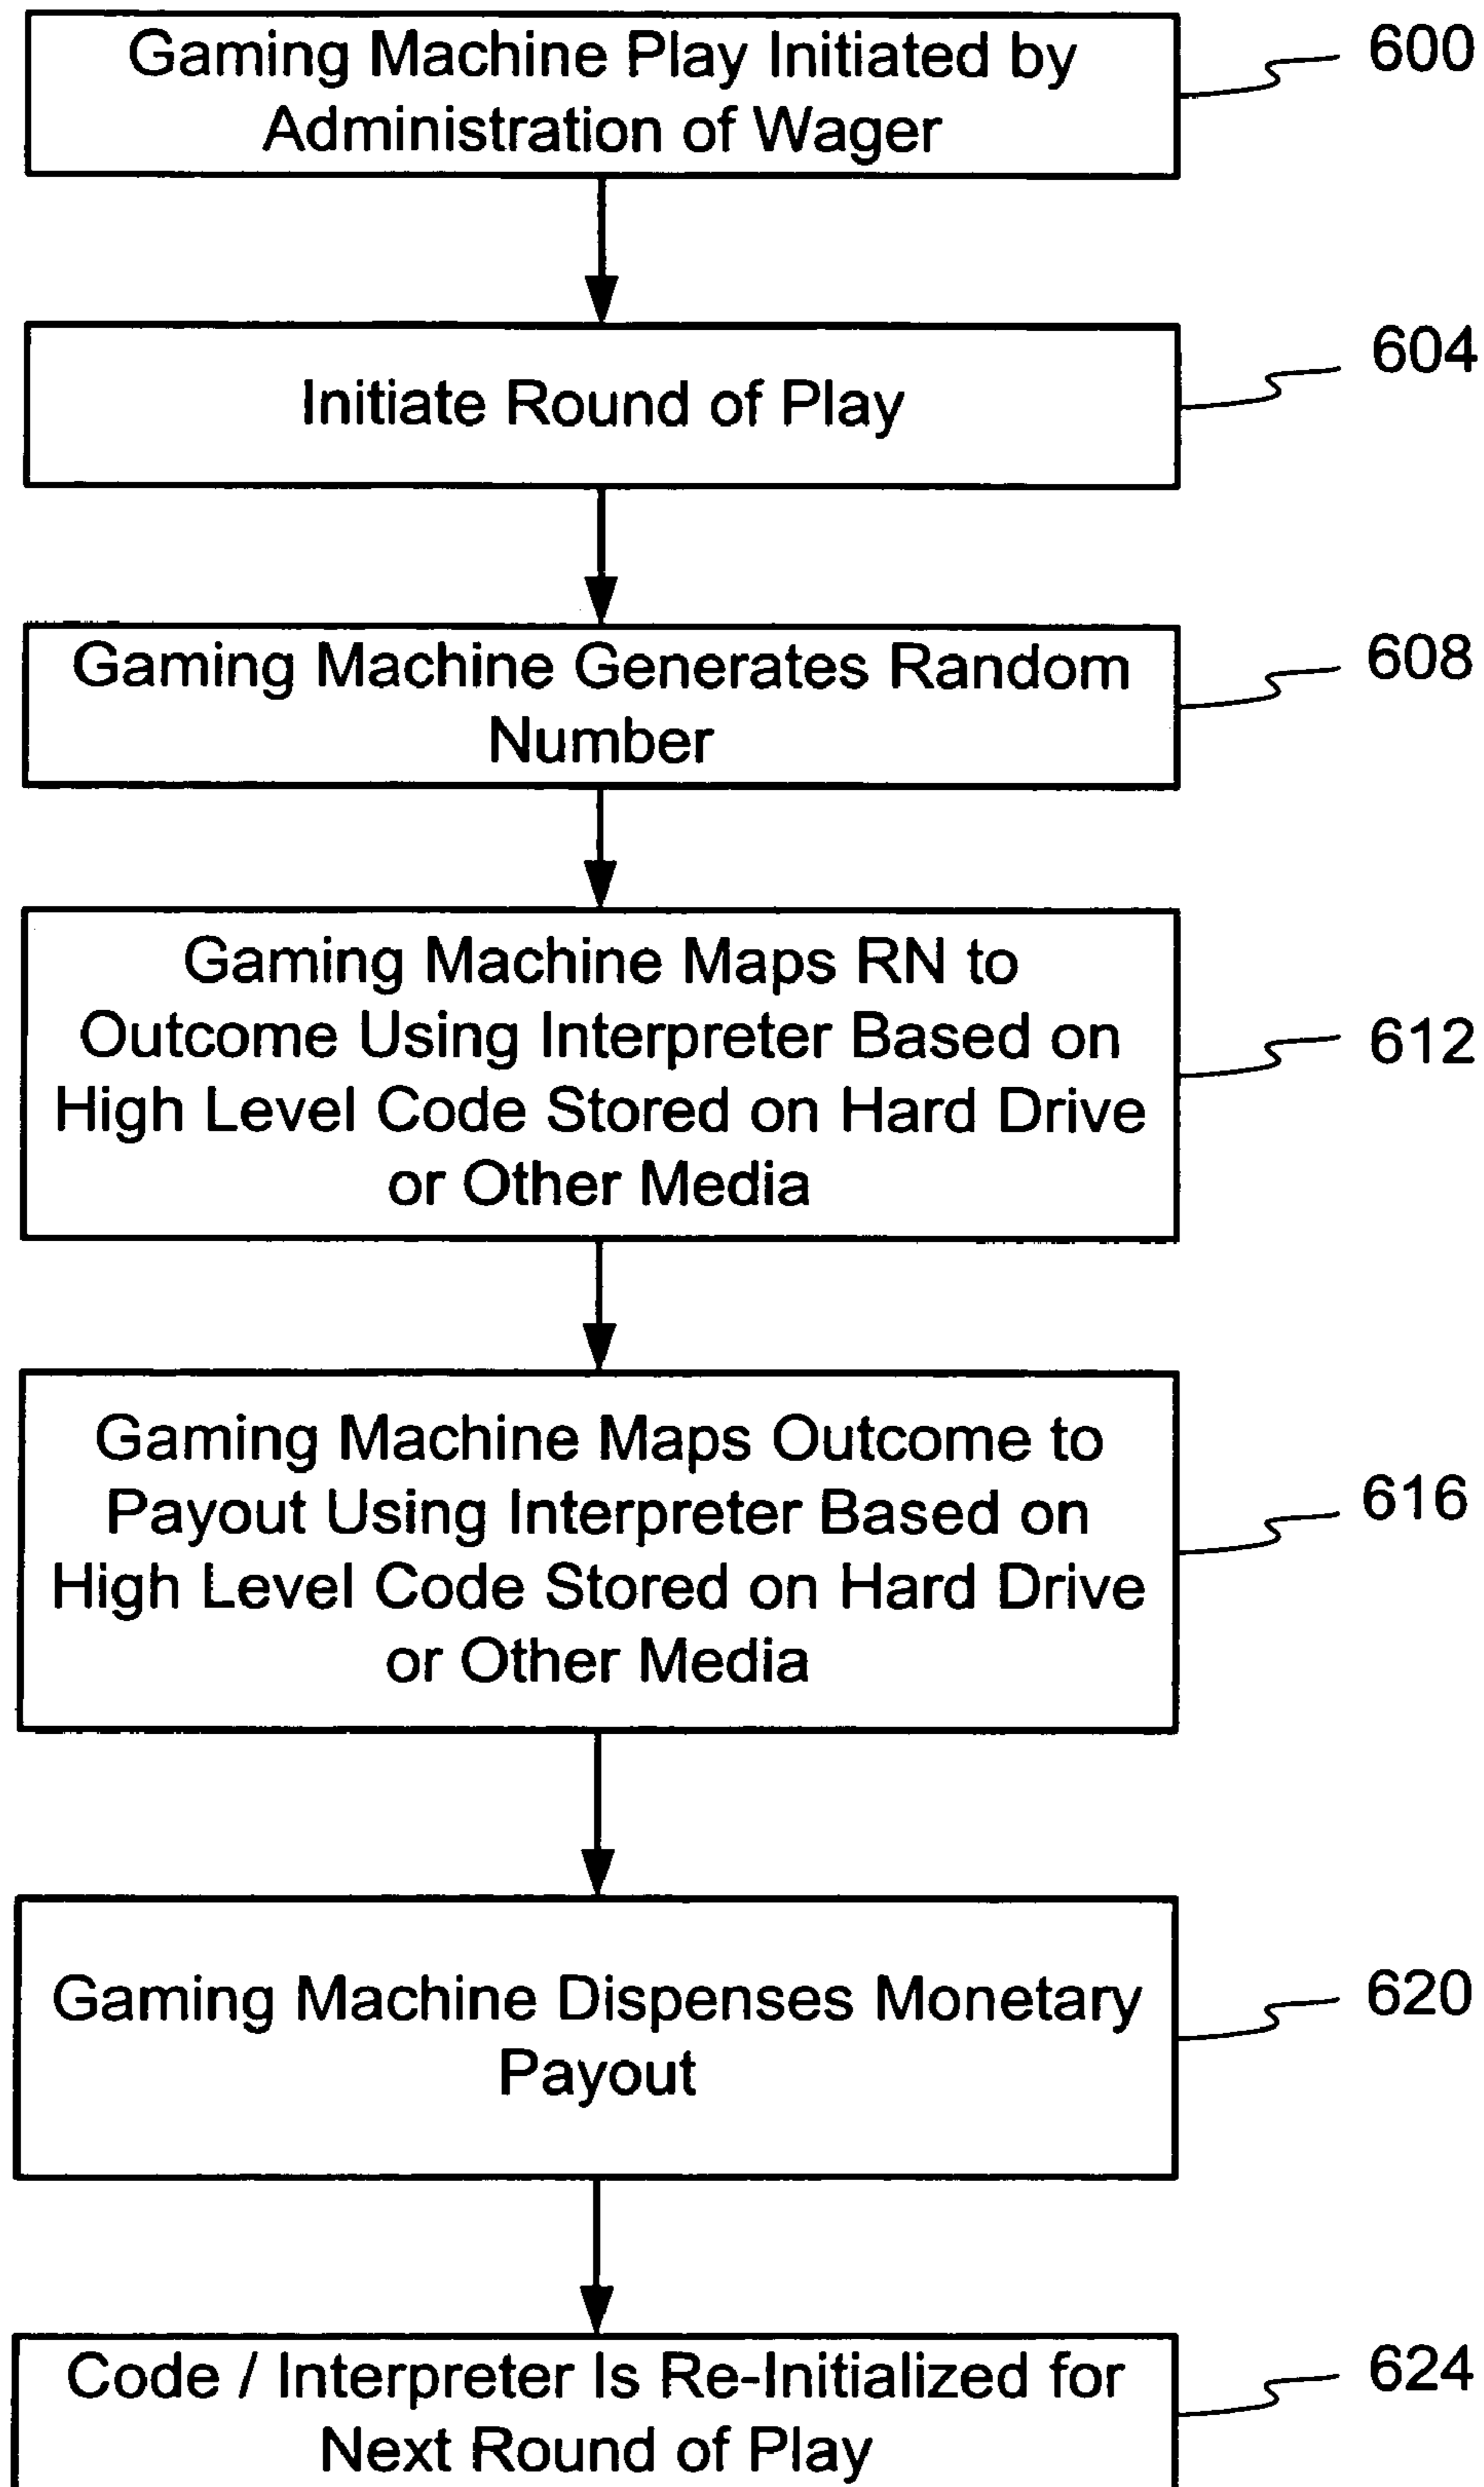 Gaming Machine Play Initiated by
Administration of Wager
600
Initiate Round of Play
604
Gaming Machine Generates Random
Number
608
Gaming Machine Maps RN to
Outcome Using Interpreter Based on
High Level Code Stored on Hard Drive
or Other Media
612
Gaming Machine Maps Outcome to
Payout Using Interpreter Based on
High Level Code Stored on Hard Drive
or Other Media
616
Gaming Machine Dispenses Monetary
Payout
620
Code / Interpreter Is Re-Initialized for
Next Round of Play
624